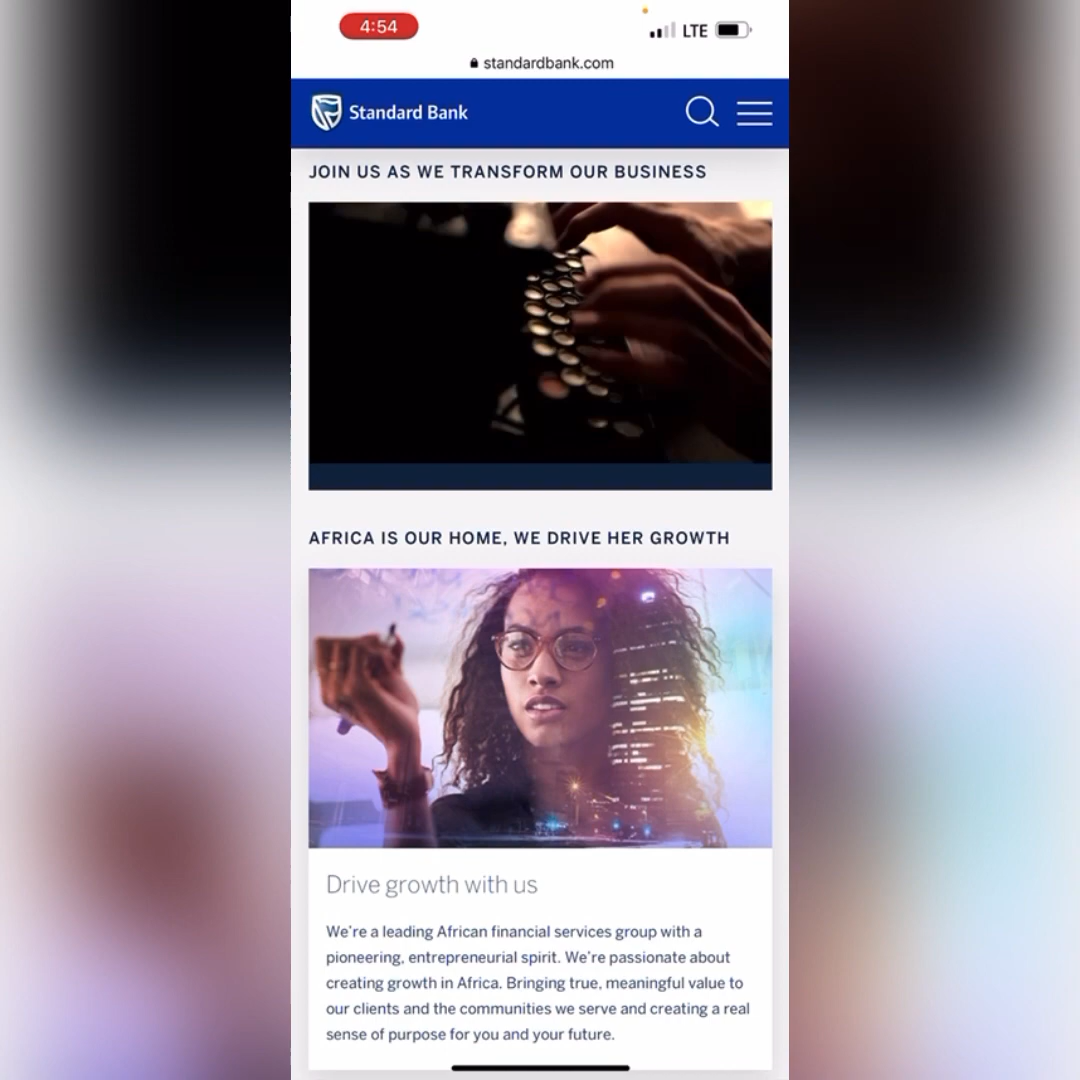 4:54
LTE
standardbank.com
Standard Bank
JOIN US AS WE TRANSFORM OUR BUSINESS
AFRICA IS OUR HOME, WE DRIVE HER GROWTH
Drive growth with us
We're a leading African financial services group with a
pioneering, entrepreneurial spirit. We're passionate about
creating growth in Africa. Bringing true, meaningful value to
our clients and the communities we serve and creating a real
sense of purpose for you and your future.